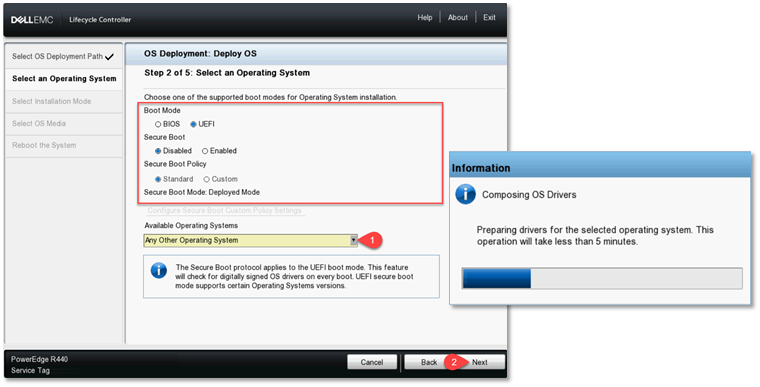 DELLEMC Lifecycle Controller
Help About Exit
Select OS Deployment Path
Select an Operating System
Select Installation Mode
Select OS Media
Reboot the System
OS Deployment: Deploy OS
Step 2 of 5: Select an Operating System
Choose one of the supported boot modes for Operating System installation.
Boot Mode
BIOS UEFI
Secure Boot
Disabled Enabled
Secure Boot Policy
Standard Custom
Secure Boot Mode: Deployed Mode
Configure Secure Boot Custom Policy Settings
Available Operating Systems
Any Other Operating System
1
The Secure Boot protocol applies to the UEFI boot mode. This feature
will check for digitally signed OS drivers on every boot. UEFI secure boot
mode supports certain Operating Systems versions.
PowerEdge R440
Service Tag
Cancel Back 2 Next
Information
Composing OS Drivers
Preparing drivers for the selected operating system. This
operation will take less than 5 minutes.